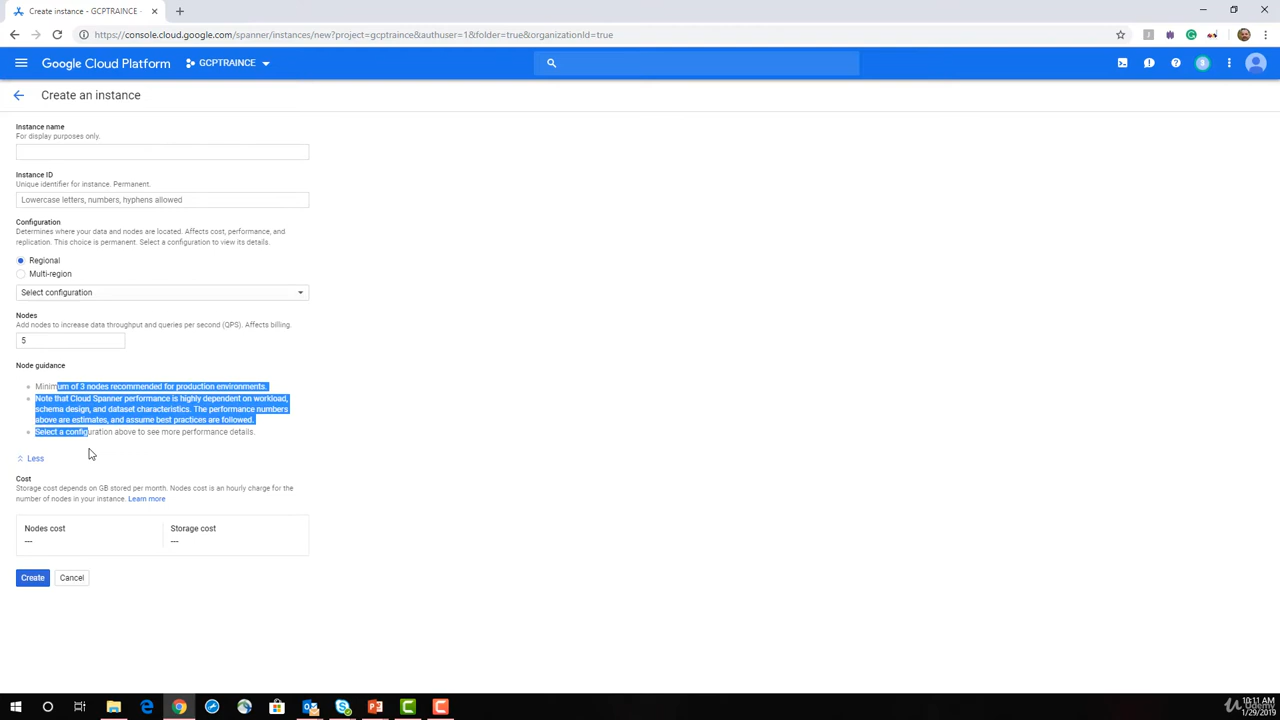 Create instance - GCPTRAINCE -
https://console.cloud.google.com/spanner/instances/new?project=gcptraince&authuser=1&folder=true&organizationId=true
Google Cloud Platform
GCPTRAINCE
3
Create an instance
Instance name
For display purposes only.
Instance ID
Unique identifier for instance. Permanent.
Lowercase letters, numbers, hyphens allowed
Configuration
Determines where your data and nodes are located. Affects cost, performance, and
replication. This choice is permanent. Select a configuration to view its details.
Regional
Multi-region
Select configuration
Nodes
Add nodes to increase data throughput and queries per second (QPS). Affects billing.
5
Node guidance
Minimum of 3 nodes recommended for production environments.
Note that Cloud Spanner performance is highly dependent on workload,
schema design, and dataset characteristics. The performance numbers
above are estimates, and assume best practices are followed.
Select a configuration above to see more performance details.
Less
Cost
Storage cost depends on GB stored per month. Nodes cost is an hourly charge for the
number of nodes in your instance. Learn more
Nodes cost
---
Storage cost
---
Create
Cancel
10:11 AM
1/29/2019
Udemy